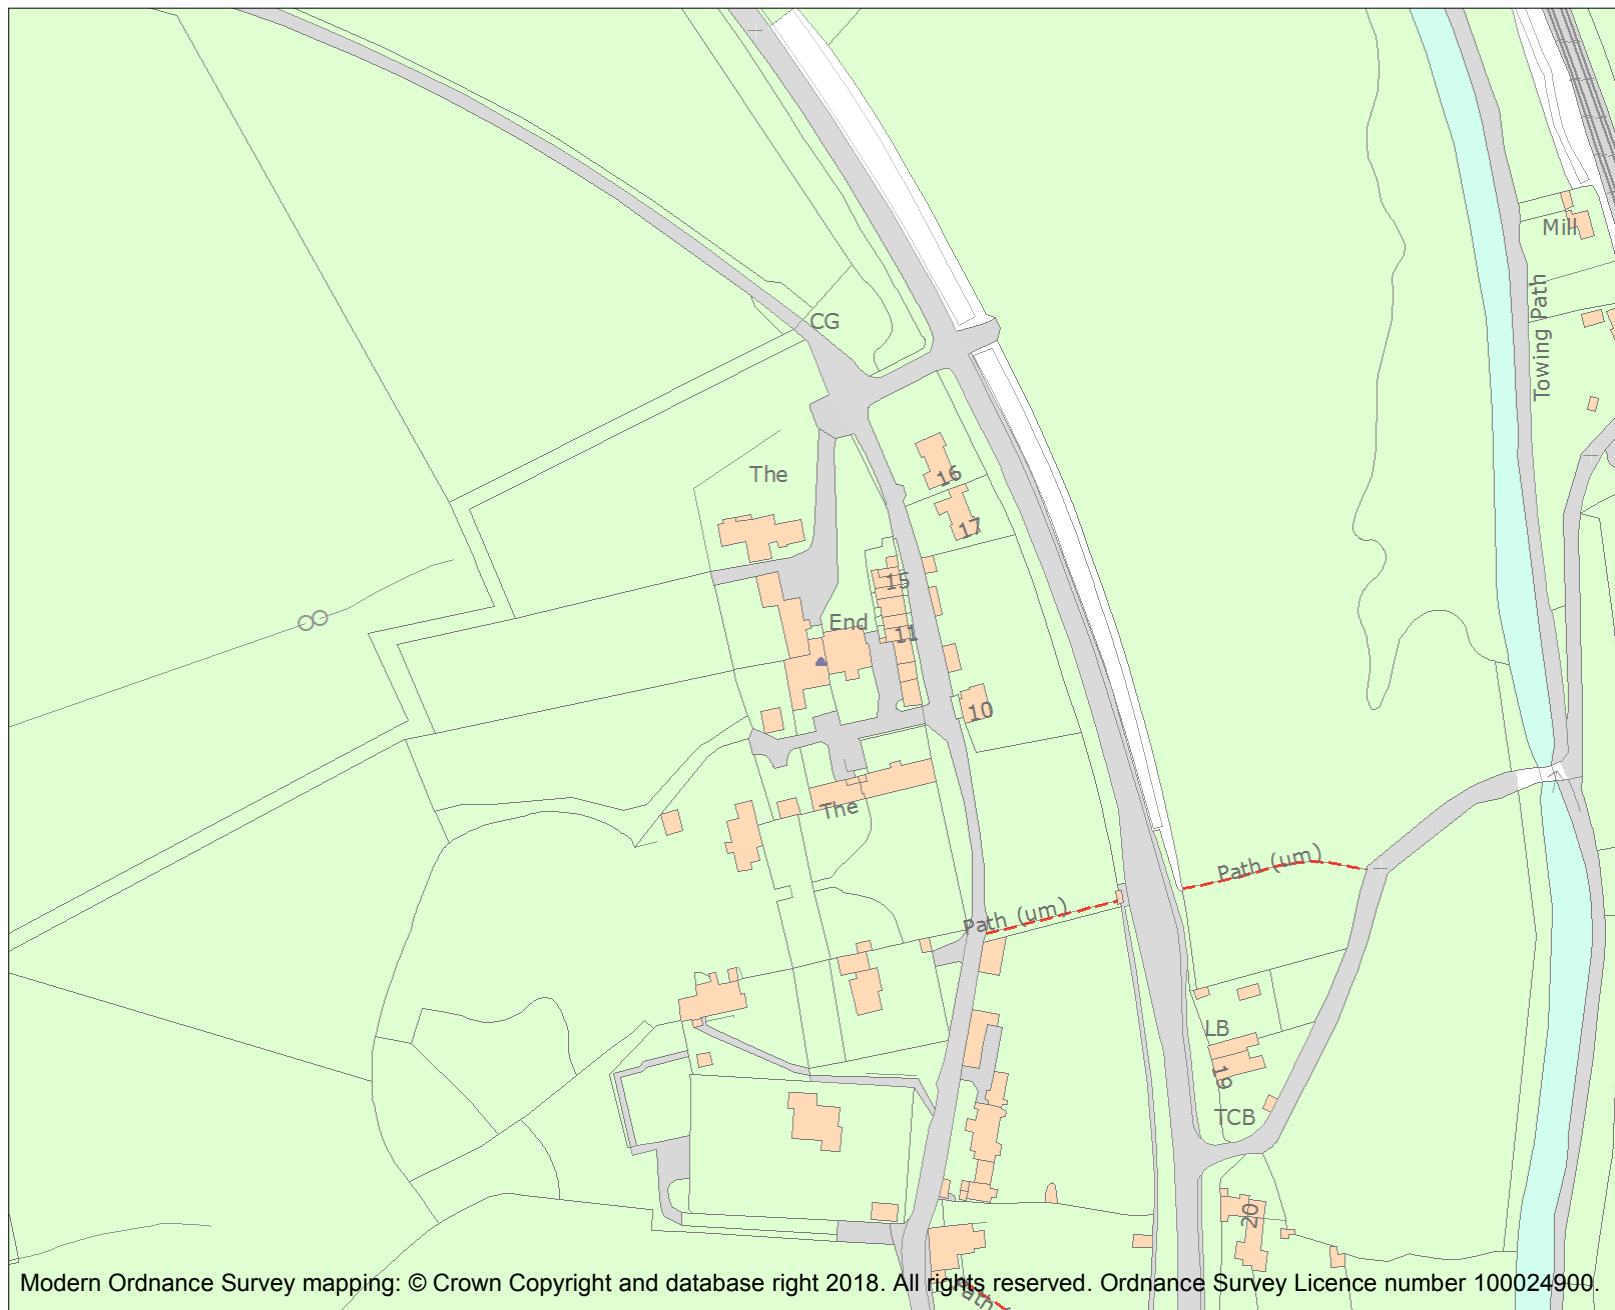 Mill
Towing Path
CG
The
16
17
15
End
11
10
The
Path (um)
Path (um)
LB
19
TCB
20
Path (
Modern Ordnance Survey mapping: © Crown Copyright and database right 2018. All rights reserved. Ordnance Survey Licence number 100024900.